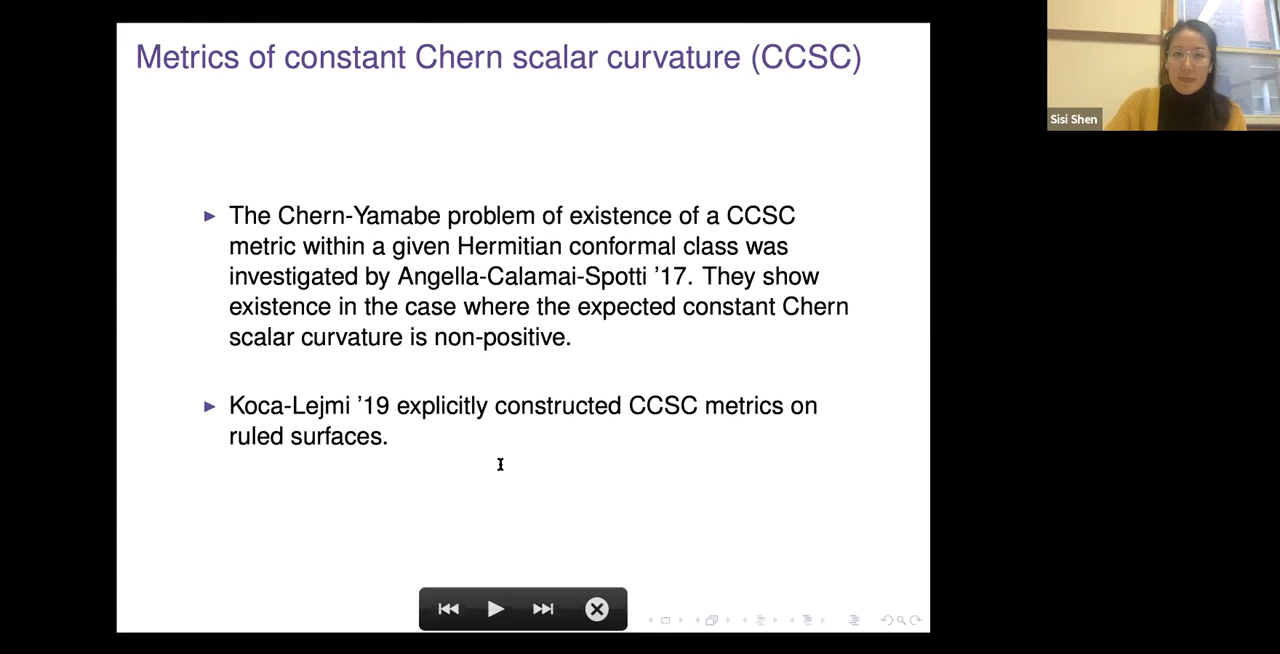 Metrics of constant Chern scalar curvature (CCSC)
The Chern-Yamabe problem of existence of a CCSC
metric within a given Hermitian conformal class was
investigated by Angella-Calamai-Spotti ’17. They show
existence in the case where the expected constant Chern
scalar curvature is non-positive.
Koca-Lejmi ’19 explicitly constructed CCSC metrics on
ruled surfaces.
Sisi Shen